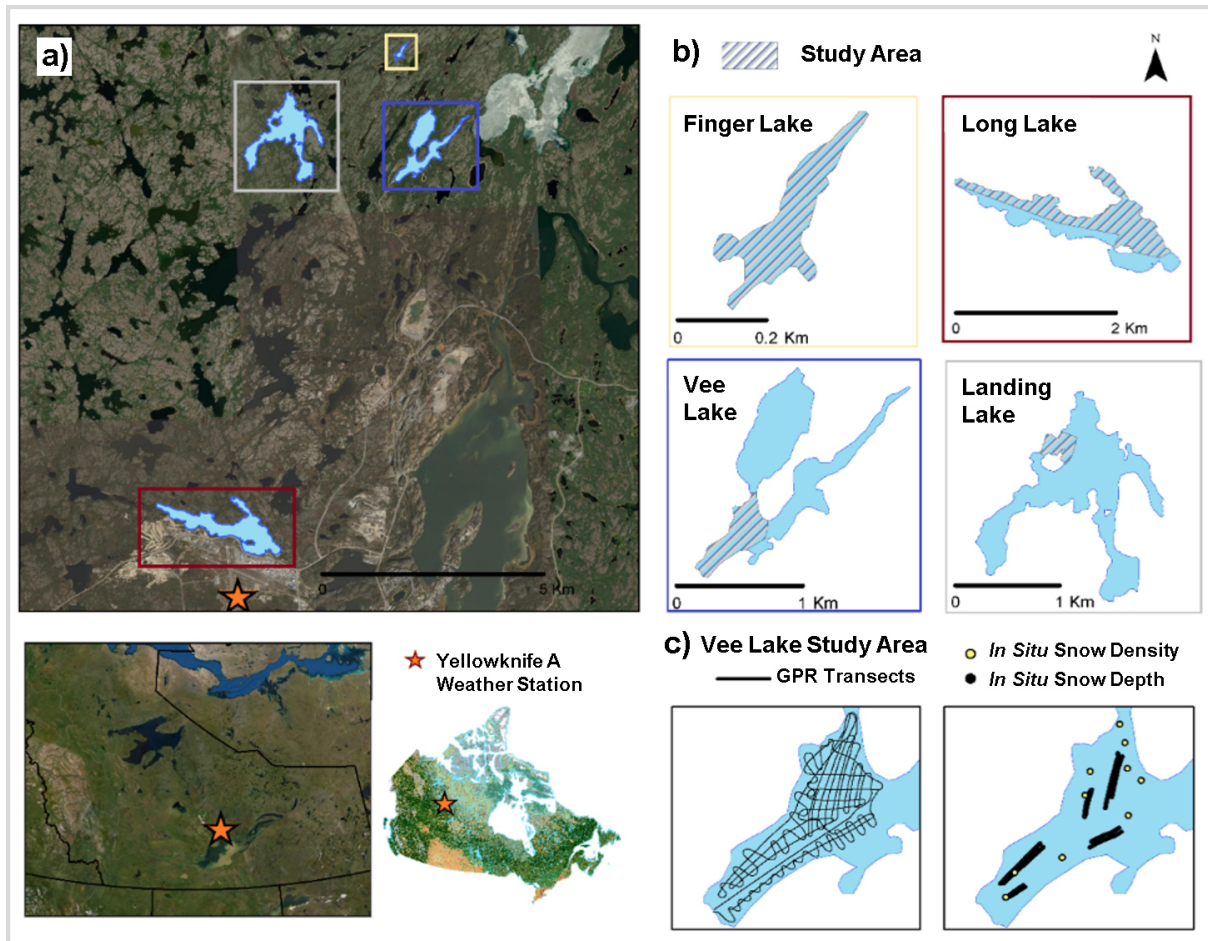 a)
0
5 Km
Yellowknife A
Weather Station
b)
Study Area
N
Finger Lake
0
0.2 Km
Long Lake
0
2 Km
Vee
Lake
0
1 Km
Landing
Lake
0
1 Km
c) Vee Lake Study Area
GPR Transects
In Situ Snow Density
In Situ Snow Depth